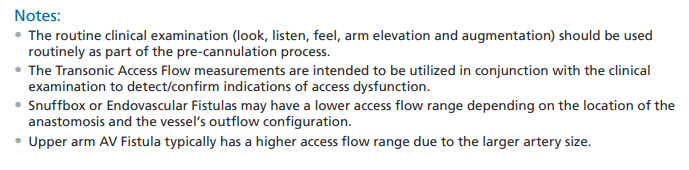 Notes:
• The routine clinical examination (look, listen, feel, arm elevation and augmentation) should be used
routinely as part of the pre-cannulation process.
• The Transonic Access Flow measurements are intended to be utilized in conjunction with the clinical
examination to detect/confirm indications of access dysfunction.
• Snuffbox or Endovascular Fistulas may have a lower access flow range depending on the location of the
anastomosis and the vessel's outflow configuration.
• Upper arm AV Fistula typically has a higher access flow range due to the larger artery size.